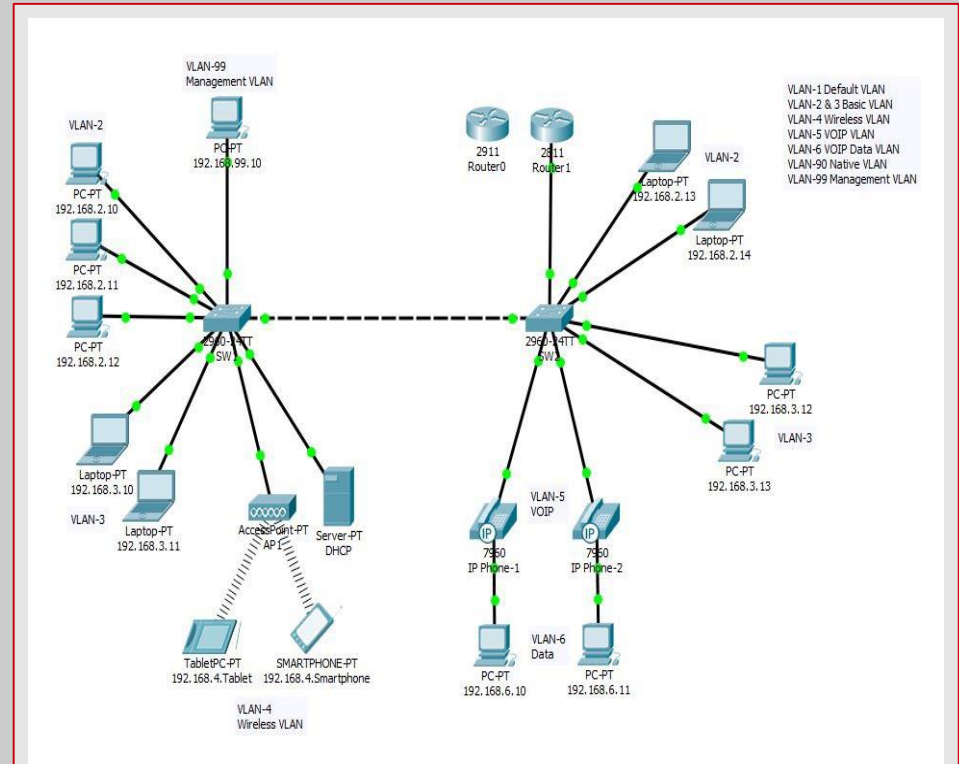 VLAN-99
Management VLAN
PC-PT
192.168.99.10
VLAN-2
PC-PT
192.168.2.10
PC-PT
192.168.2.11
PC-PT
192.168.2.12
2960-24TT
SW1
Laptop-PT
192.168.3.10
VLAN-3
Laptop-PT
192.168.3.11
AccessPoint-PT
AP1
Server-PT
DHCP
TabletPC-PT
192.168.4.Tablet
SMARTPHONE-PT
192.168.4.Smartphone
VLAN-4
Wireless VLAN
2911
Router0
2811
Router1
Laptop-PT
192.168.2.13
VLAN-2
Laptop-PT
192.168.2.14
VLAN-1 Default VLAN
VLAN-2 & 3 Basic VLAN
VLAN-4 Wireless VLAN
VLAN-5 VOIP VLAN
VLAN-6 VOIP Data VLAN
VLAN-90 Native VLAN
VLAN-99 Management VLAN
2960-24TT
SW2
PC-PT
192.168.3.12
VLAN-3
PC-PT
192.168.3.13
VLAN-5
VOIP
IP
7960
IP Phone-1
IP
7960
IP Phone-2
VLAN-6
Data
PC-PT
192.168.6.10
PC-PT
192.168.6.11